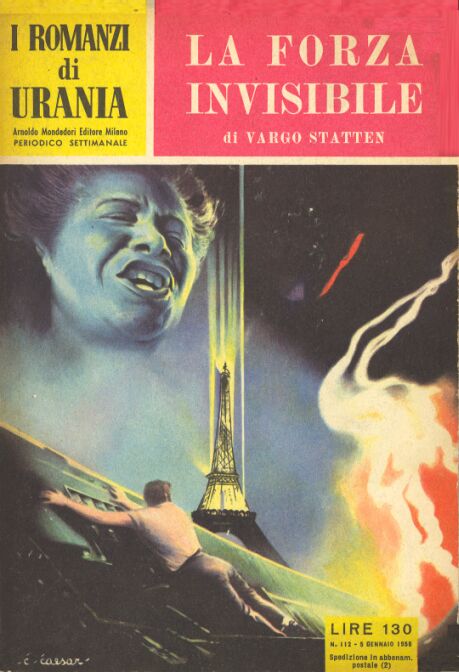 I ROMANZI
di
URANIA
Arnoldo Mondadori Editore Milano
PERIODICO SETTIMANALE
LA FORZA
INVISIBILE
di VARGO STATTEN
LIRE 130
N. 112 - 5 GENNAIO 1956
Spedizione in abbonam.
postale (2)
c. caesar